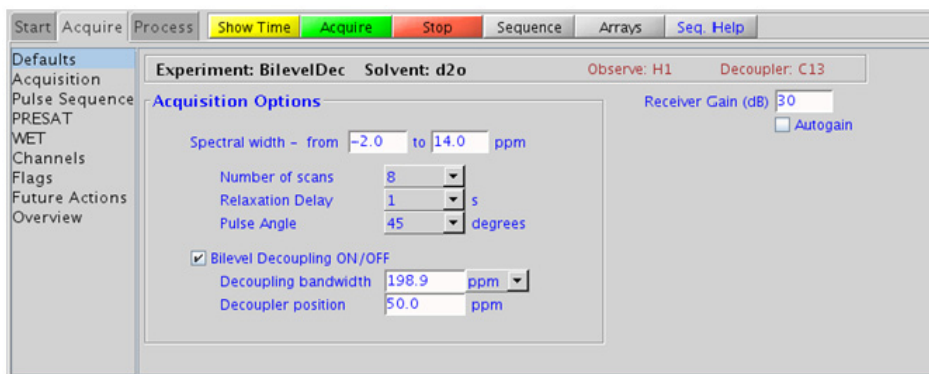 Start Acquire Process Show Time Acquire Stop Sequence Arrays Seq. Help
Defaults
Acquisition
Pulse Sequence
PRESAT
WET
Channels
Flags
Future Actions
Overview
Experiment: BilevelDec Solvent: d2o Observe: H1 Decoupler: C13
Acquisition Options
Spectral width - from -2.0 to 14.0 ppm
Number of scans 8
Relaxation Delay 1 s
Pulse Angle 45 degrees
Bilevel Decoupling ON/OFF
Decoupling bandwidth 198.9 ppm
Decoupler position 50.0 ppm
Receiver Gain (dB) 30
Autogain